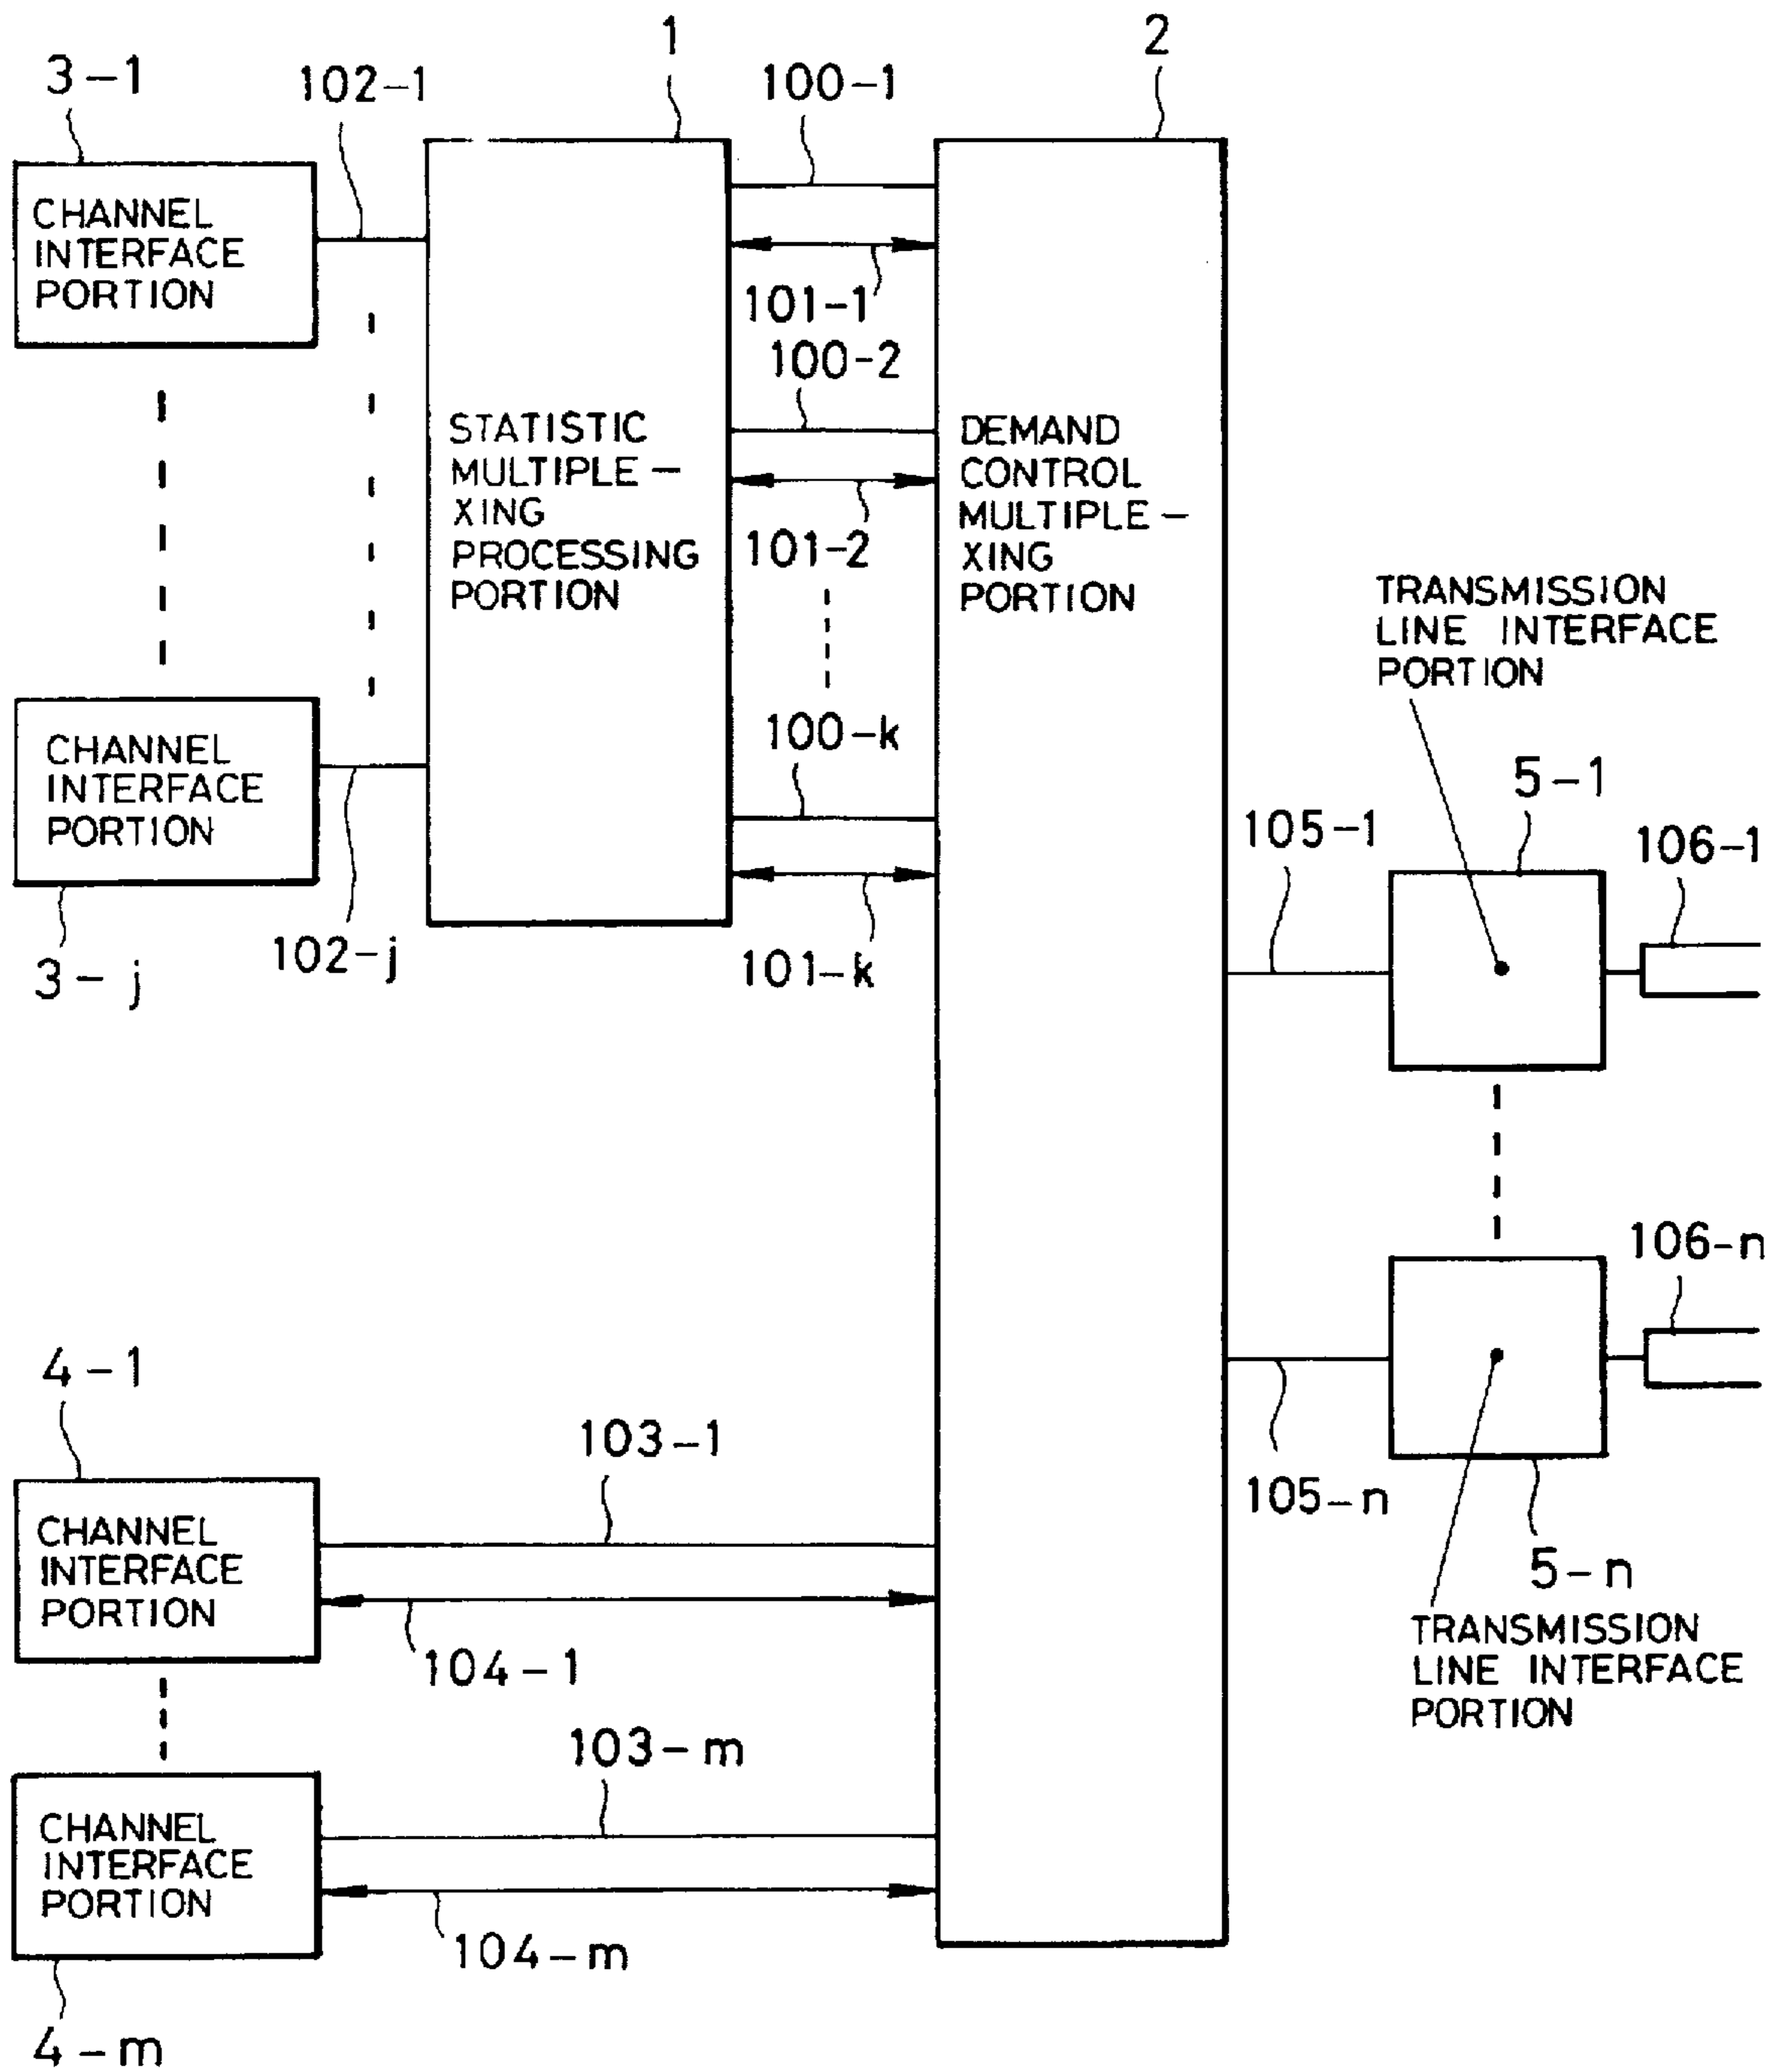 1
2
3-1
102-1
100-1
CHANNEL
INTERFACE
PORTION
101-1
100-2
STATISTIC
MULTIPLE-
XING
PROCESSING
PORTION
DEMAND
CONTROL
MULTIPLE-
XING
PORTION
101-2
TRANSMISSION
LINE INTERFACE
PORTION
100-k
CHANNEL
INTERFACE
PORTION
5-1
105-1
106-1
3-j
102-j
101-k
106-n
4-1
103-1
105-n
CHANNEL
INTERFACE
PORTION
5-n
TRANSMISSION
LINE INTERFACE
PORTION
104-1
103-m
CHANNEL
INTERFACE
PORTION
104-m
4-m